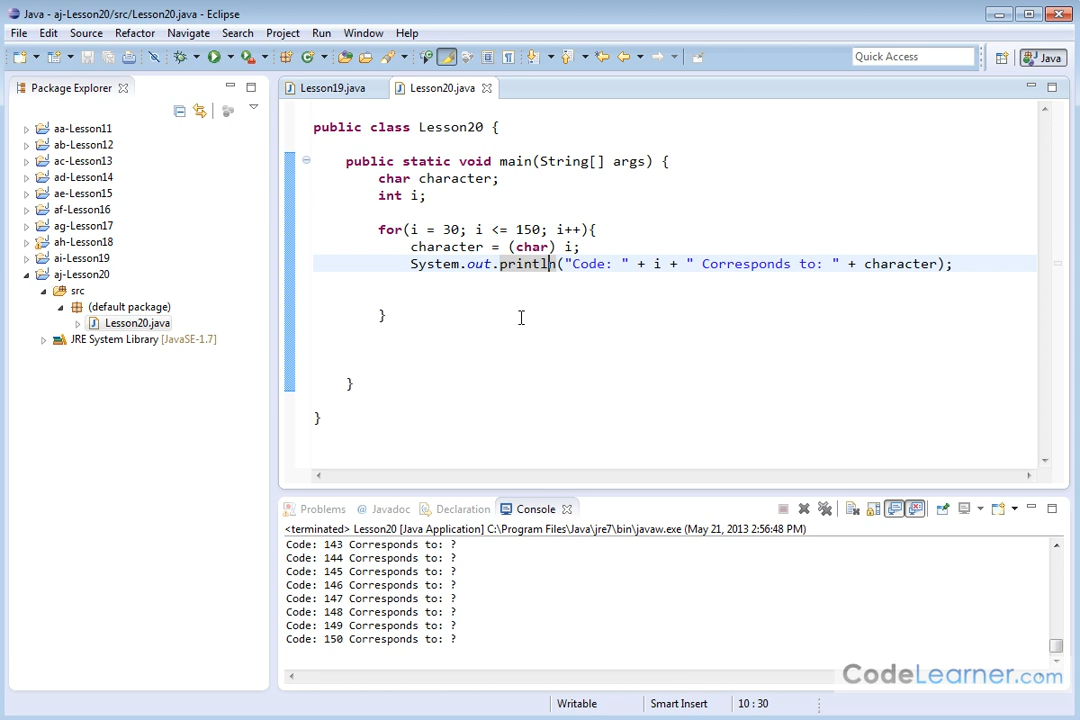 Java - aj-Lesson20/src/Lesson20.java - Eclipse
File Edit Source Refactor Navigate Search Project Run Window Help
Quick Access
Java
Package Explorer
Lesson19.java
Lesson20.java
aa-Lesson11
ab-Lesson12
ac-Lesson13
ad-Lesson14
ae-Lesson15
af-Lesson16
ag-Lesson17
ah-Lesson18
ai-Lesson19
aj-Lesson20
src
(default package)
Lesson20.java
JRE System Library [JavaSE-1.7]
public class Lesson20 {
public static void main(String[] args) {
char character;
int i;
for(i = 30; i <= 150; i++){
character = (char) i;
System.out.println("Code: " + i + " Corresponds to: " + character);
}
}
}
Problems @ Javadoc Declaration Console
<terminated> Lesson20 [Java Application] C:\Program Files\Java\jre7\bin\javaw.exe (May 21, 2013 2:56:48 PM)
Code: 143 Corresponds to: ?
Code: 144 Corresponds to: ?
Code: 145 Corresponds to: ?
Code: 146 Corresponds to: ?
Code: 147 Corresponds to: ?
Code: 148 Corresponds to: ?
Code: 149 Corresponds to: ?
Code: 150 Corresponds to: ?
CodeLearner.com
Writable
Smart Insert
10 : 30